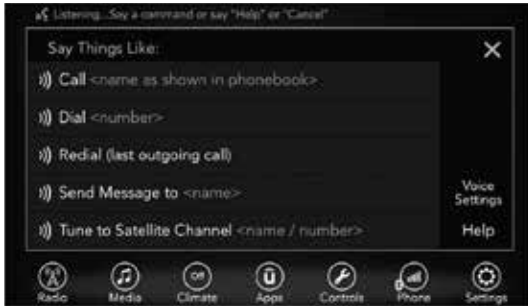 Listening...Say a command or say "Help" or "Cancel"
Say Things Like:
Call <name as shown in phonebook>
Dial <number>
Redial (last outgoing call)
Send Message to <name>
Tune to Satellite Channel <name / number>
Voice
Settings
Help
Off
Radio
Media
Climate
Apps
Controls
Phone
Settings